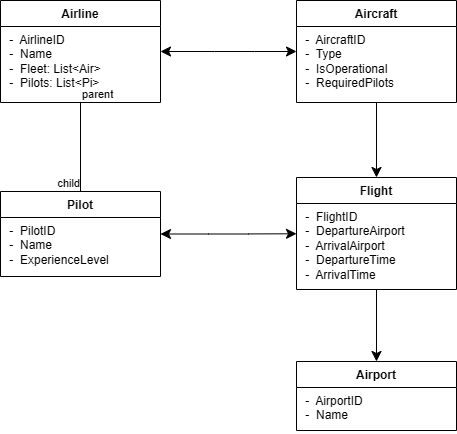 Airline
- AirlineID
- Name
- Fleet: List<Air>
- Pilots: List<Pi>
parent
Aircraft
- AircraftID
- Type
- IsOperational
- RequiredPilots
child
Pilot
- PilotID
- Name
- ExperienceLevel
Flight
- FlightID
- DepartureAirport
- ArrivalAirport
- DepartureTime
- ArrivalTime
Airport
- AirportID
- Name